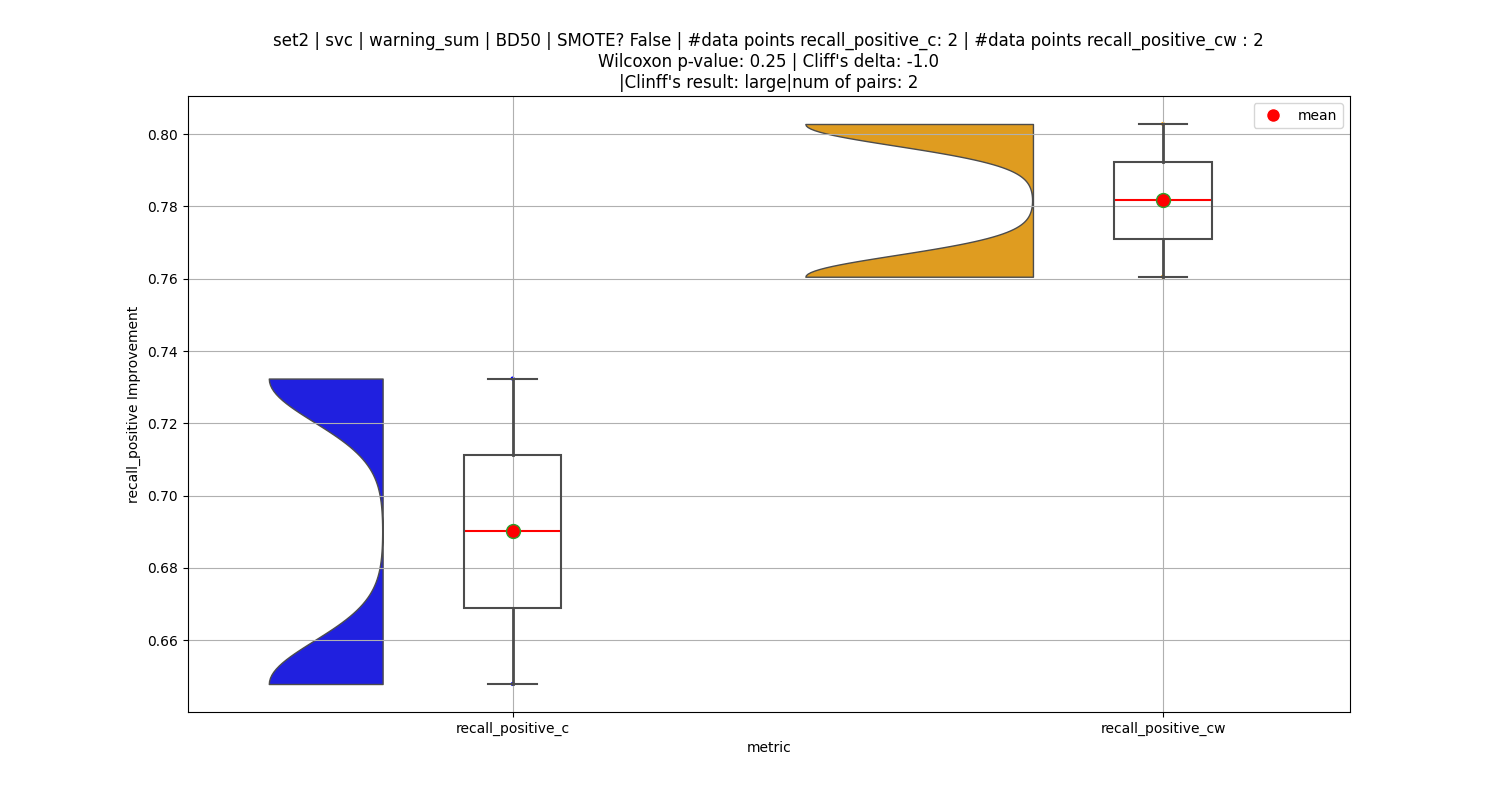 set2 | svc | warning_sum | BD50 | SMOTE? False | #data points recall_positive_c: 2 | #data points recall_positive_cw : 2
Wilcoxon p-value: 0.25 | Cliff's delta: -1.0
|Clinff's result: large|num of pairs: 2
mean
0.80
0.78
0.76
0.74
0.72
0.70
0.68
0.66
recall_positive Improvement
recall_positive_c
recall_positive_cw
metric